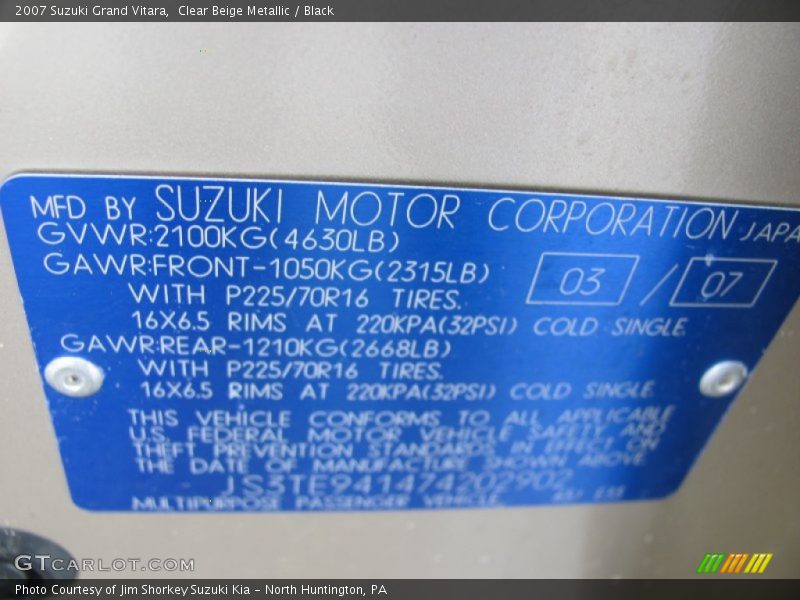 2007 Suzuki Grand Vitara, Clear Beige Metallic / Black
MFD BY SUZUKI MOTOR CORPORATION JAPA
GVWR:2100KG(4630LB)
GAWR:FRONT-1050KG(2315LB) 03 / 07
WITH P225/70R16 TIRES.
16X6.5 RIMS AT 220KPA(32PSI) COLD SINGLE
GAWR:REAR-1210KG(2668LB)
WITH P225/70R16 TIRES.
16X6.5 RIMS AT 220KPA(32PSI) COLD SINGLE
THIS VEHICLE CONFORMS TO ALL APPLICABLE
U.S. FEDERAL MOTOR VEHICLE SAFETY AND
THEFT PREVENTION STANDARDS IN EFFECT ON
THE DATE OF MANUFACTURE SHOWN ABOVE
JS3TE941474202902
MULTIPURPOSE PASSENGER VEHICLE
GTCARLOT.COM
Photo Courtesy of Jim Shorkey Suzuki Kia - North Huntington, PA